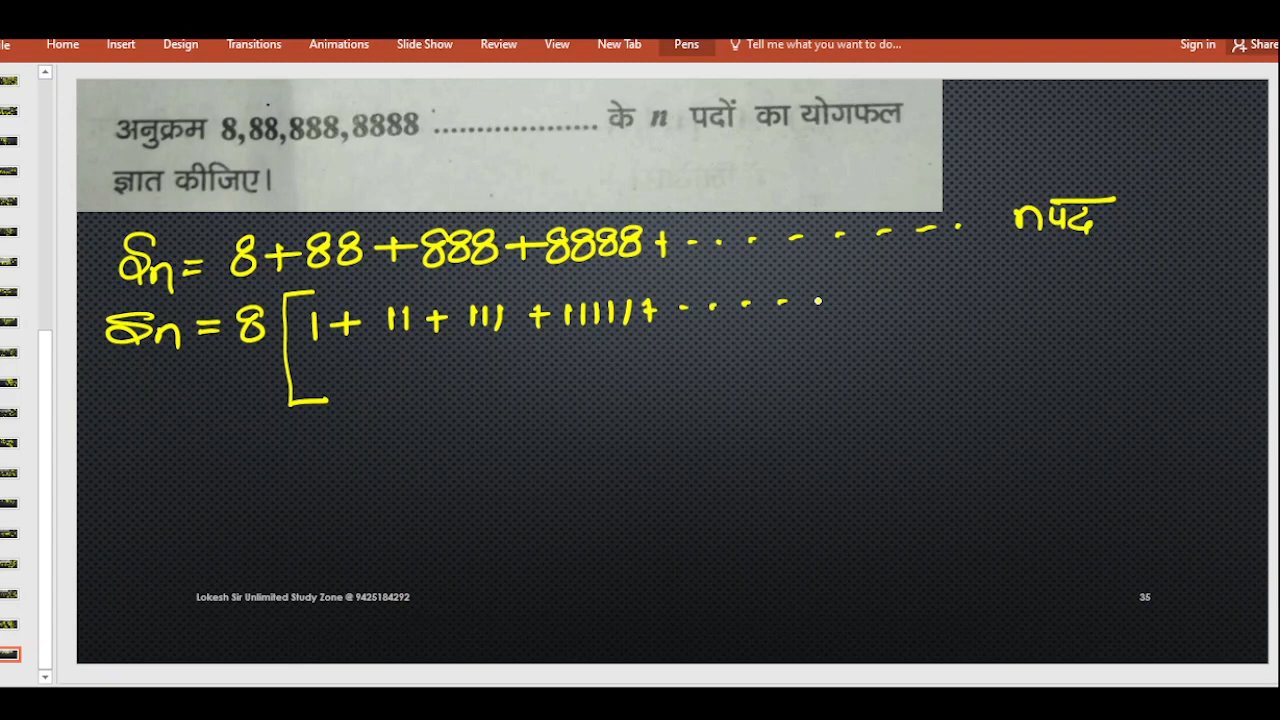 Home Insert Design Transitions Animations Slide Show Review View New Tab Pens Tell me what you want to do... Sign in Share
अनुक्रम 8,88,888,8888 ................... के n पदों का योगफल
ज्ञात कीजिए।
Sn = 8+88+888+8888+ - - - - - - - - . n पद
Sn = 8[1 + 11 + 111 + 11111+ - - - - -
Lokesh Sir Unlimited Study Zone @ 9425184292
35